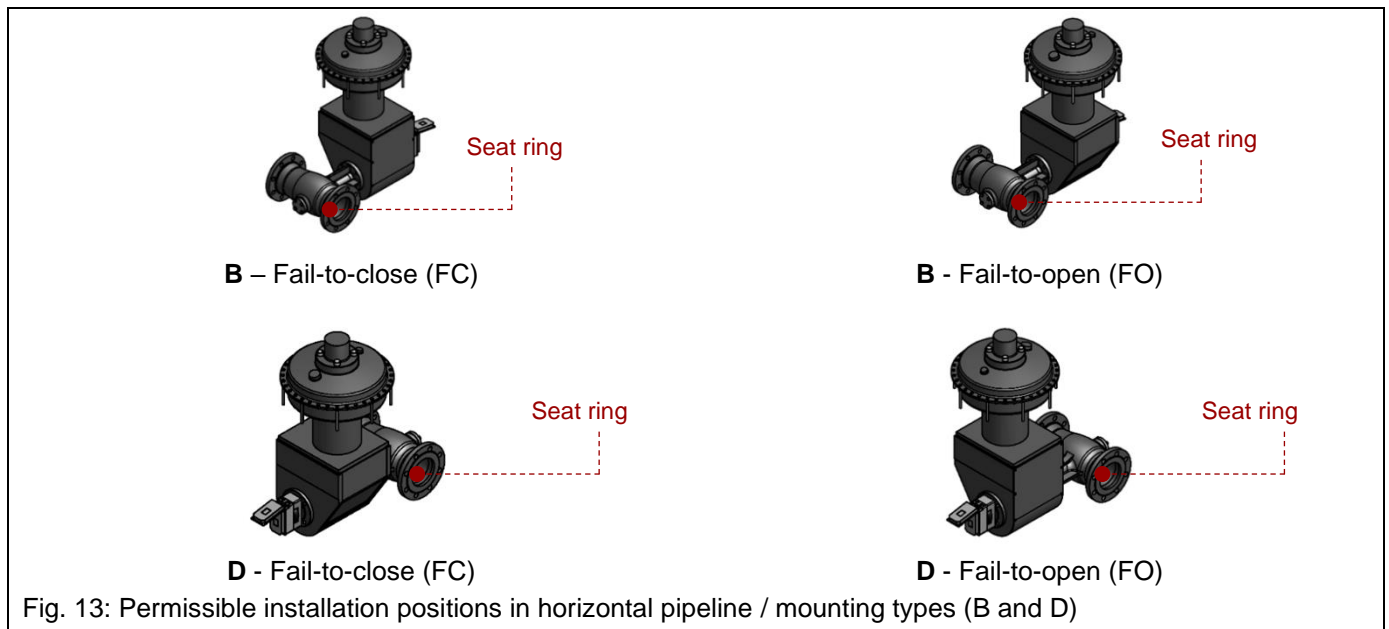 Seat ring
Seat ring
B – Fail-to-close (FC)
B - Fail-to-open (FO)
Seat ring
Seat ring
D - Fail-to-close (FC)
D - Fail-to-open (FO)
Fig. 13: Permissible installation positions in horizontal pipeline / mounting types (B and D)